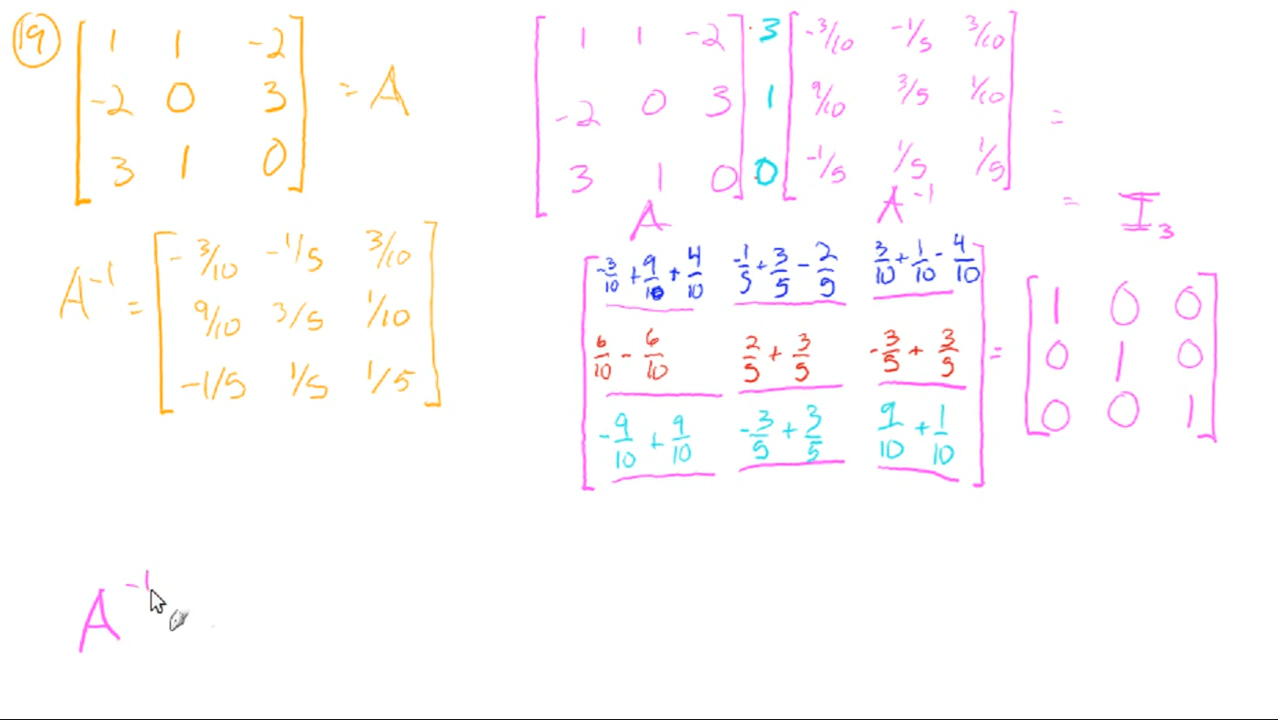 19 [ 1 1 -2 ] = A
[ -2 0 3 ]
[ 3 1 0 ]
A⁻¹ = [ -3/10 -1/5 3/10 ]
[ 9/10 3/5 1/10 ]
[ -1/5 1/5 1/5 ]
[ 1 1 -2 ] · 3 [ -3/10 -1/5 3/10 ]
[ -2 0 3 ] 1 [ 9/10 3/5 1/10 ] =
[ 3 1 0 ] 0 [ -1/5 1/5 1/5 ]
A A⁻¹ = I₃
[ -3/10 + 9/10 + 4/10 -1/5 + 3/5 - 2/5 3/10 + 1/10 - 4/10 ] [ 1 0 0 ]
[ 6/10 - 6/10 2/5 + 3/5 -3/5 + 3/5 ] = [ 0 1 0 ]
[ -9/10 + 9/10 -3/5 + 3/5 9/10 + 1/10 ] [ 0 0 1 ]
A⁻¹